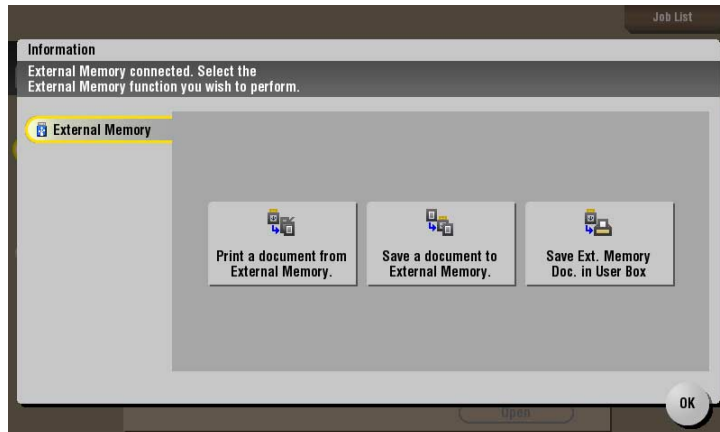 Job List
Information
External Memory connected. Select the
External Memory function you wish to perform.
External Memory
Print a document from
External Memory.
Save a document to
External Memory.
Save Ext. Memory
Doc. in User Box
Open
OK